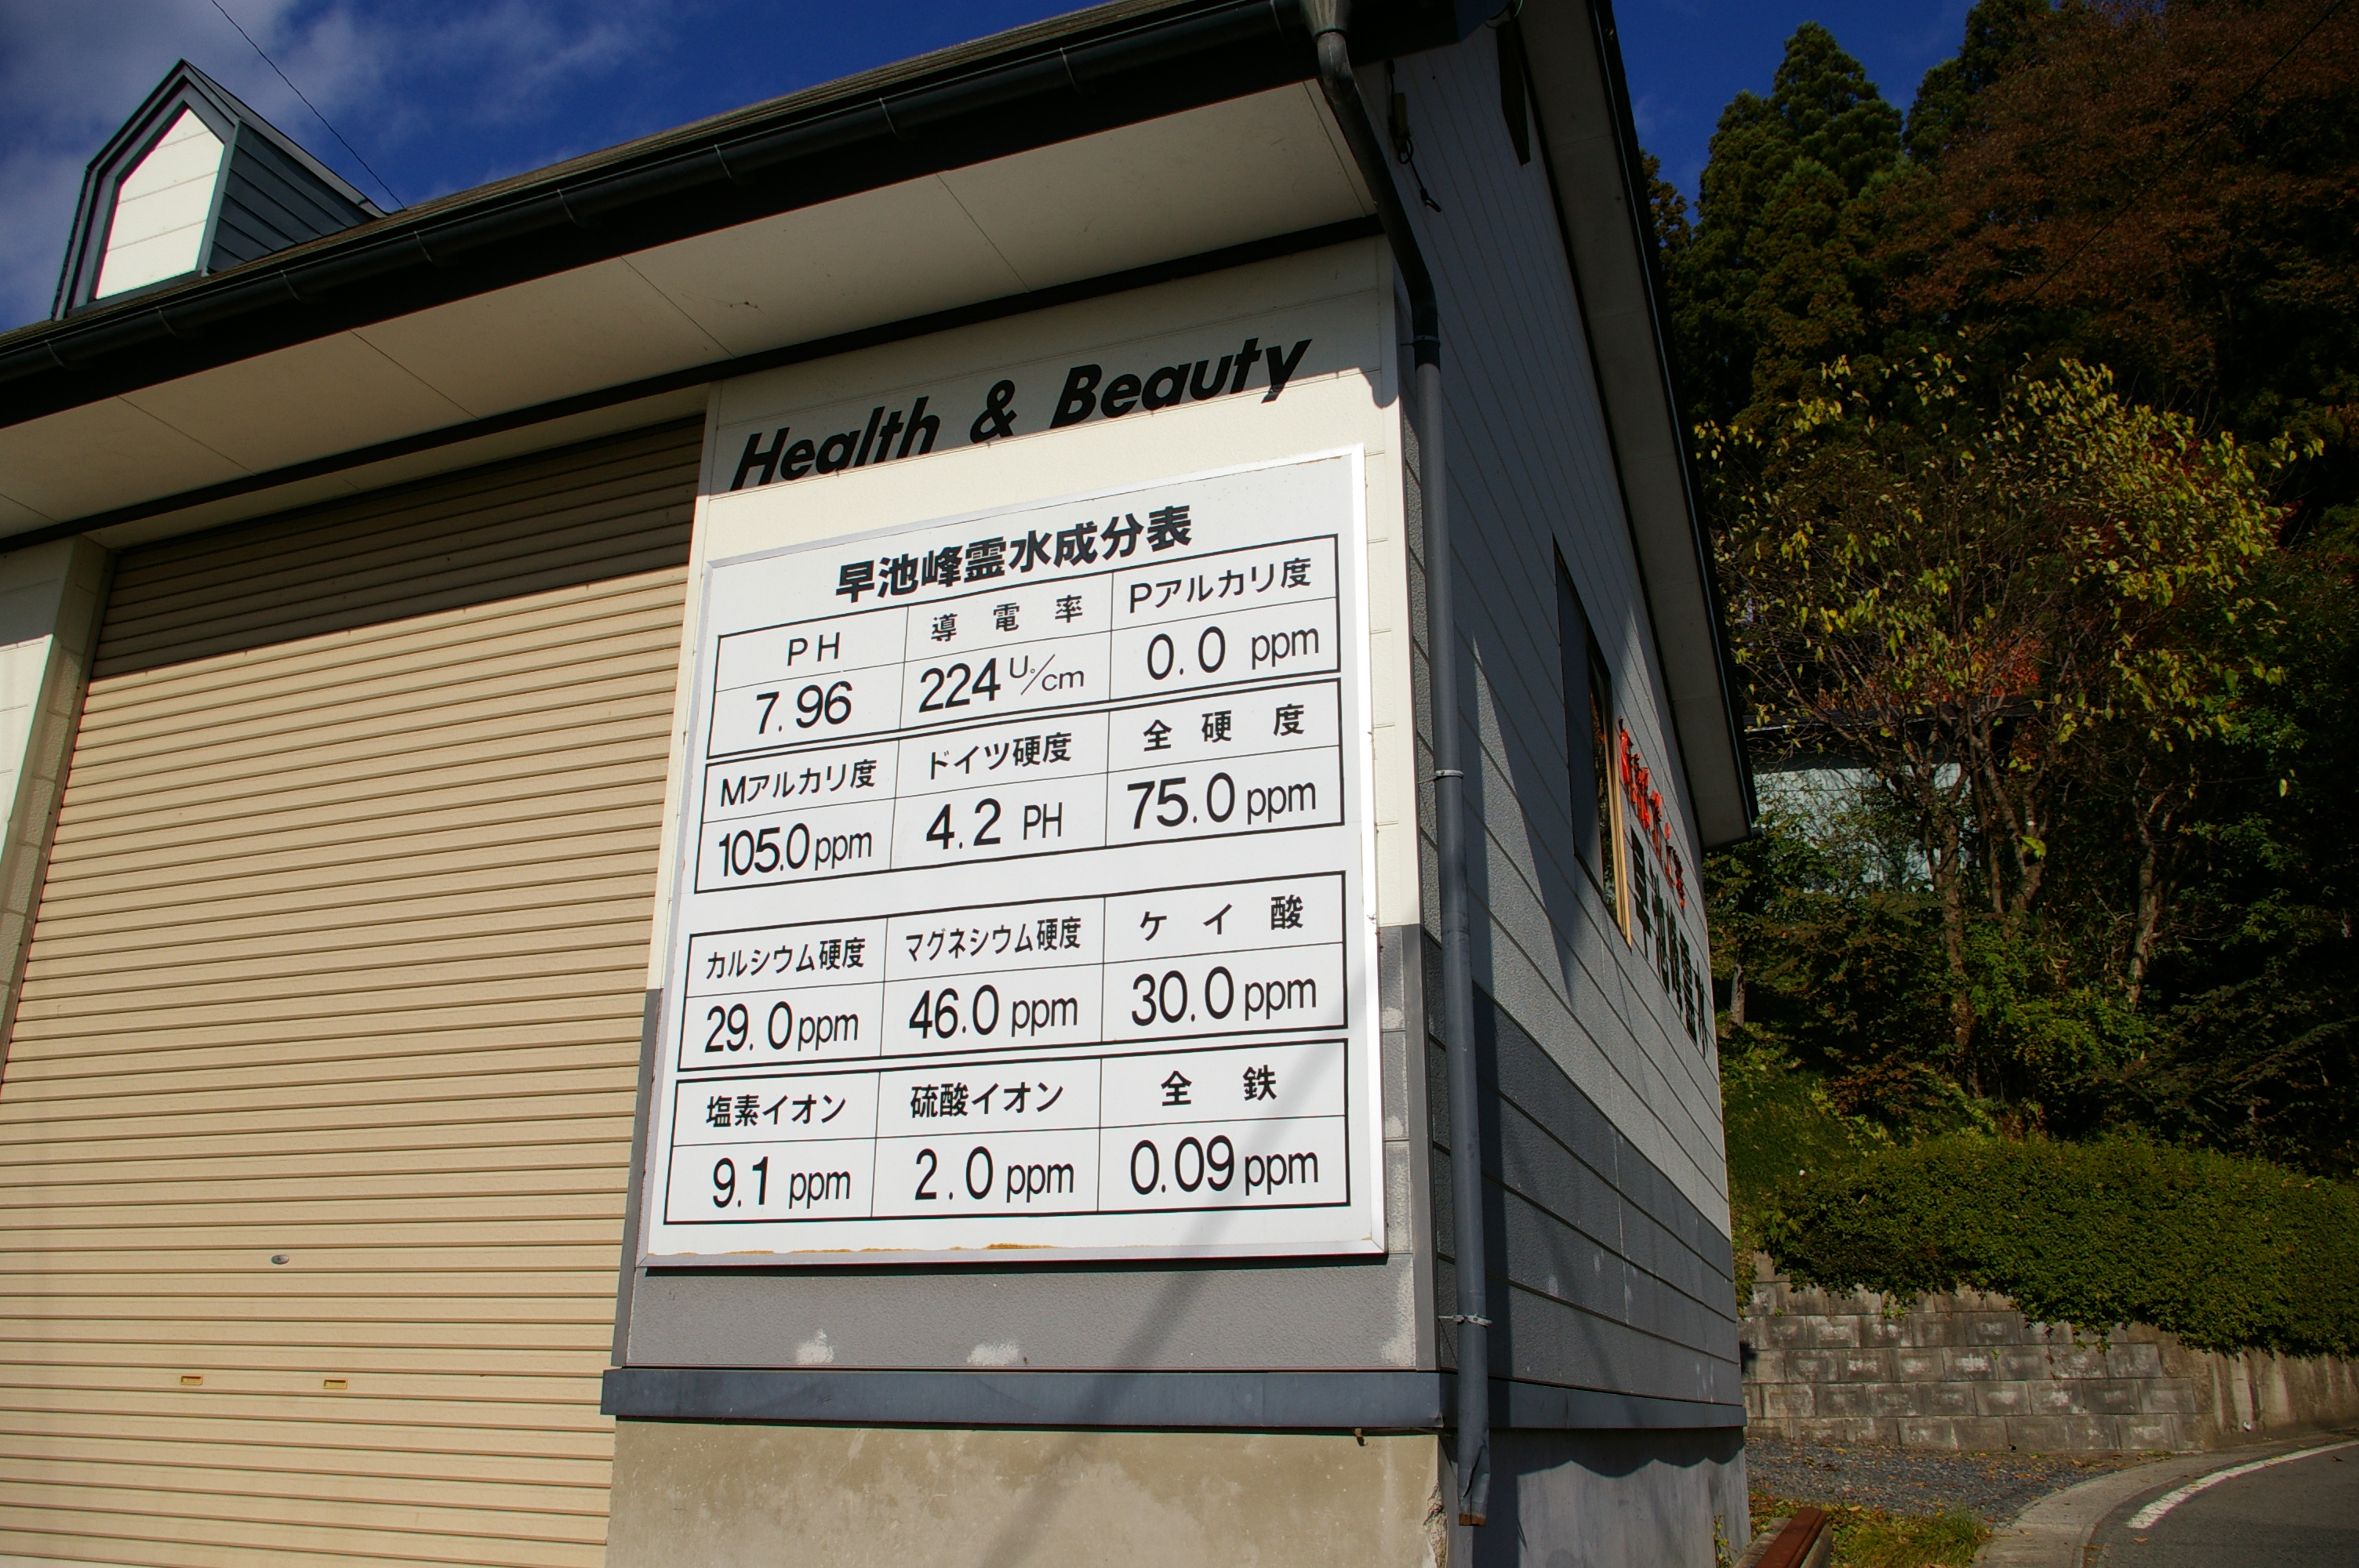 Health & Beauty
早池峰霊水成分表
PH 導電率 Pアルカリ度
7.96 224 U°/cm 0.0 ppm
Mアルカリ度 ドイツ硬度 全硬度
105.0 ppm 4.2 PH 75.0 ppm
カルシウム硬度 マグネシウム硬度 ケイ酸
29.0 ppm 46.0 ppm 30.0 ppm
塩素イオン 硫酸イオン 全鉄
9.1 ppm 2.0 ppm 0.09 ppm
早池峰霊水